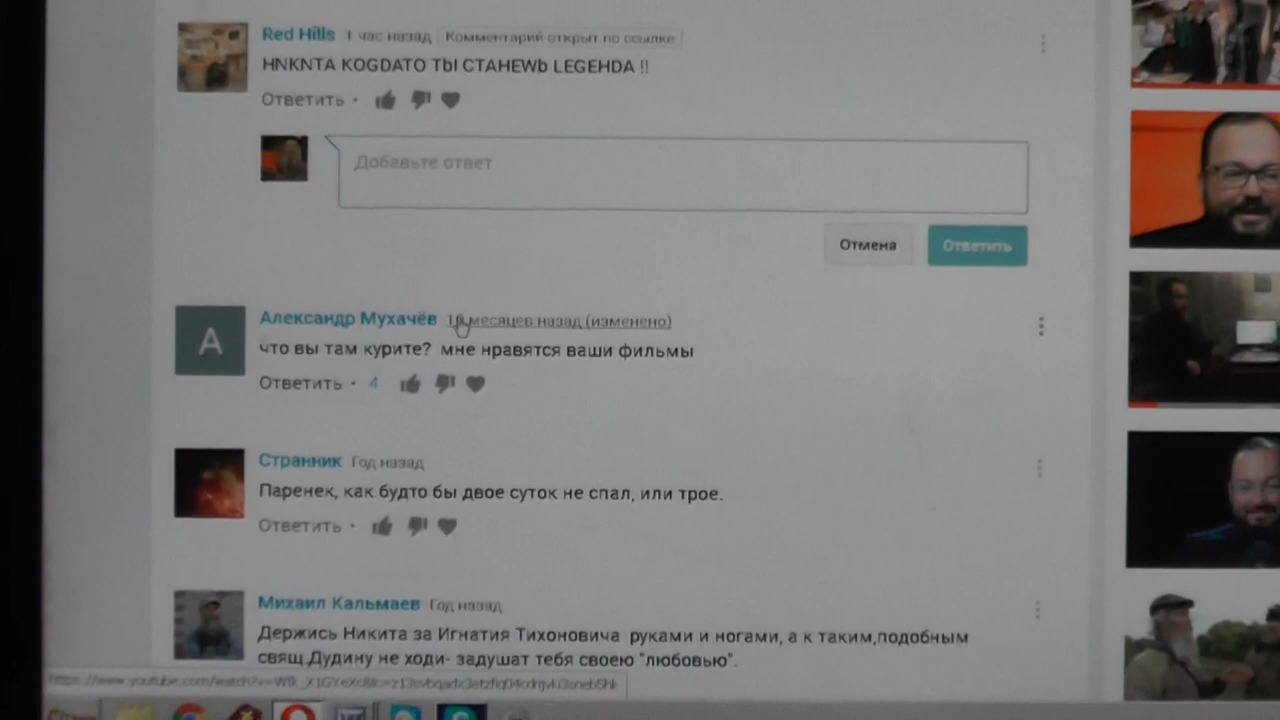 Red Hills 1 час назад Комментарий открыт по ссылке
HNKNTA KOGDATO TbI CTAHEWb LEGEHDA !!
Ответить •
Добавьте ответ
Отмена Ответить
Александр Мухачёв месяцев назад (изменено)
что вы там курите? мне нравятся ваши фильмы
Ответить • 4
Странник Год назад
Паренек, как будто бы двое суток не спал, или трое.
Ответить •
Михаил Кальмаев Год назад
Держись Никита за Игнатия Тихоновича руками и ногами, а к таким,подобным
свящ.Дудину не ходи- задушат тебя своею "любовью".
A